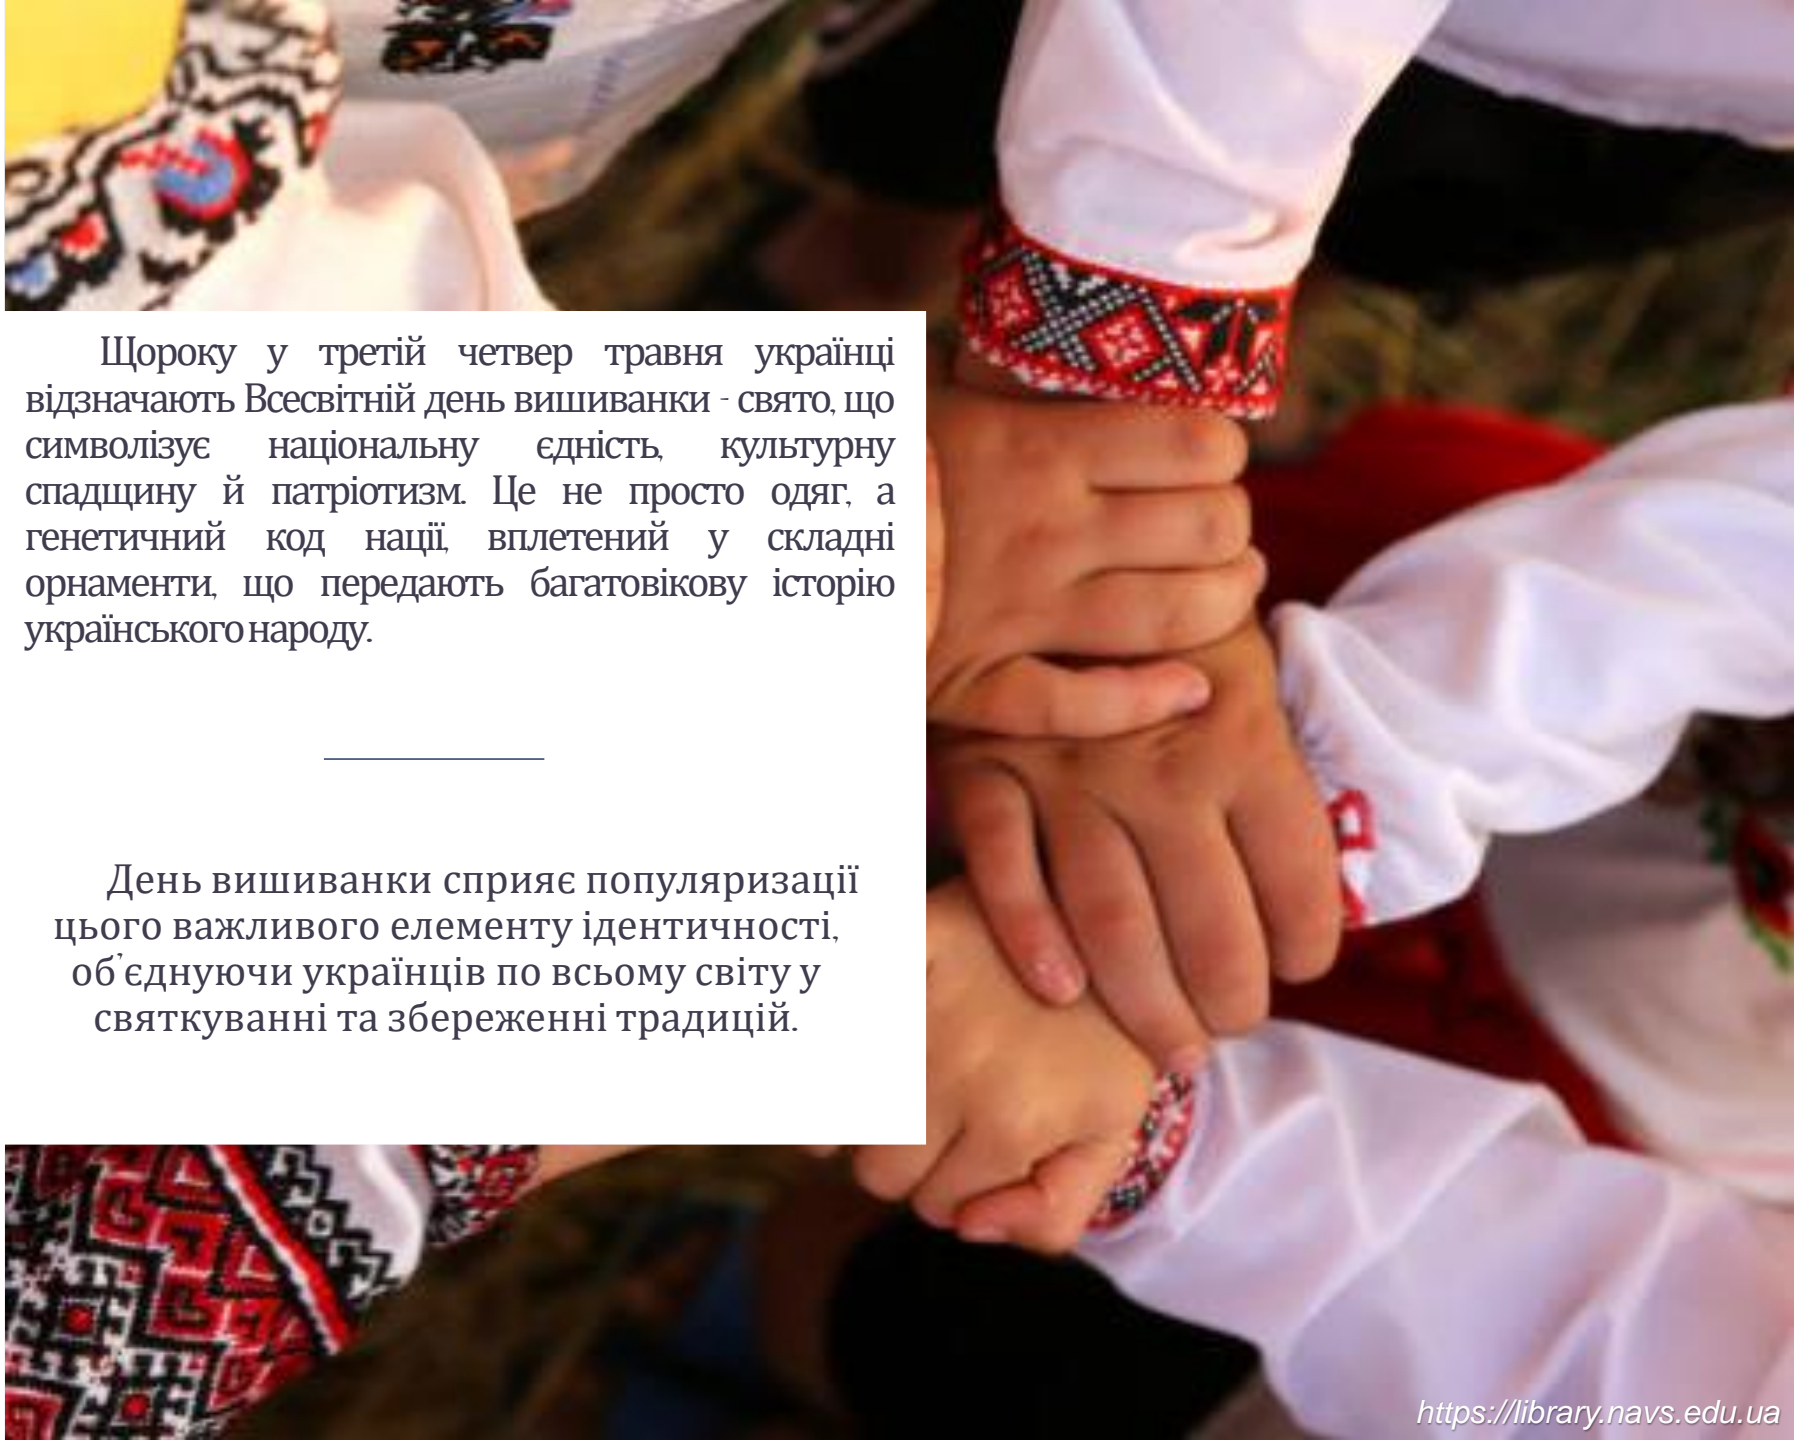 Щороку у третій четвер травня українці
відзначають Всесвітній день вишиванки - свято, що
символізує національну єдність, культурну
спадщину й патріотизм. Це не просто одяг, а
генетичний код нації, вплетений у складні
орнаменти, що передають багатовікову історію
українського народу.
День вишиванки сприяє популяризації
цього важливого елементу ідентичності,
об’єднуючи українців по всьому світу у
святкуванні та збереженні традицій.
https://library.navs.edu.ua